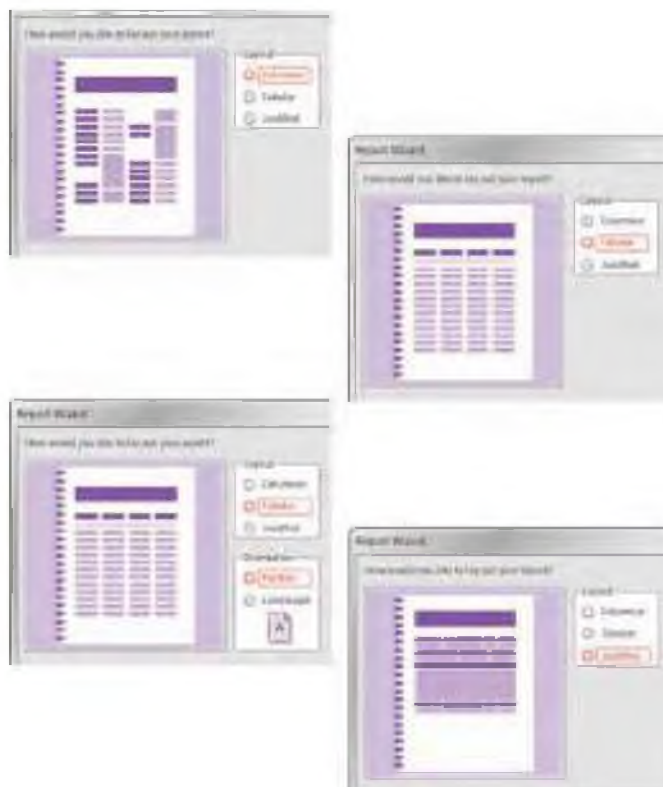 How would you like to lay out your report?
Layout
Columnar
Tabular
Justified
Report Wizard
How would you like to lay out your report?
Layout
Columnar
Tabular
Justified
Report Wizard
How would you like to lay out your report?
Layout
Columnar
Tabular
Justified
Orientation
Portrait
Landscape
A
Report Wizard
How would you like to lay out your report?
Layout
Columnar
Tabular
Justified